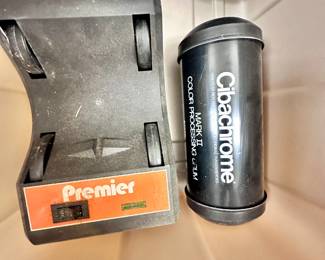 Premier
Cibachrome
MARK II
COLOR PROCESSING DRUM